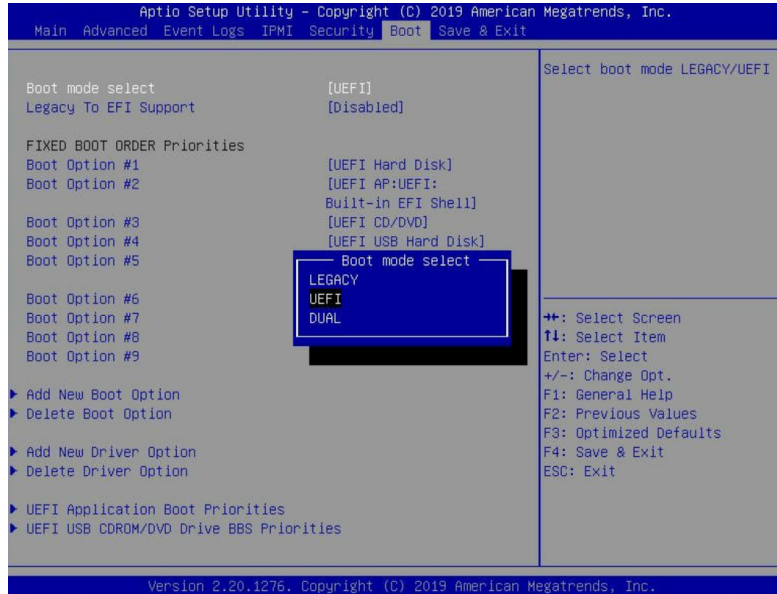 Aptio Setup Utility – Copyright (C) 2019 American Megatrends, Inc.
Main Advanced Event Logs IPMI Security Boot Save & Exit
Boot mode select [UEFI]
Legacy To EFI Support [Disabled]
FIXED BOOT ORDER Priorities
Boot Option #1 [UEFI Hard Disk]
Boot Option #2 [UEFI AP:UEFI:
Built-in EFI Shell]
Boot Option #3 [UEFI CD/DVD]
Boot Option #4 [UEFI USB Hard Disk]
Boot Option #5
Boot Option #6
Boot Option #7
Boot Option #8
Boot Option #9
Boot mode select
LEGACY
UEFI
DUAL
Add New Boot Option
Delete Boot Option
Add New Driver Option
Delete Driver Option
UEFI Application Boot Priorities
UEFI USB CDROM/DVD Drive BBS Priorities
Select boot mode LEGACY/UEFI
→←: Select Screen
↑↓: Select Item
Enter: Select
+/-: Change Opt.
F1: General Help
F2: Previous Values
F3: Optimized Defaults
F4: Save & Exit
ESC: Exit
Version 2.20.1276. Copyright (C) 2019 American Megatrends, Inc.